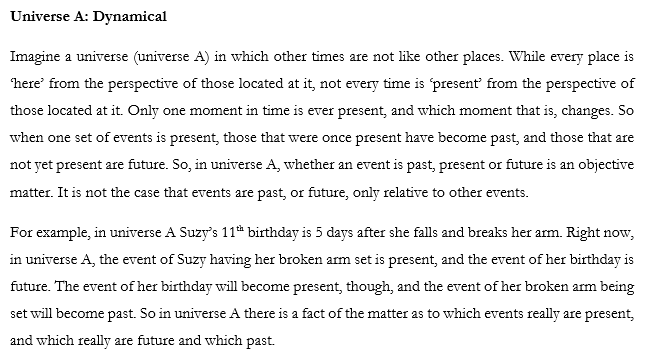 Universe A: Dynamical
Imagine a universe (universe A) in which other times are not like other places. While every place is
‘here’ from the perspective of those located at it, not every time is ‘present’ from the perspective of
those located at it. Only one moment in time is ever present, and which moment that is, changes. So
when one set of events is present, those that were once present have become past, and those that are
not yet present are future. So, in universe A, whether an event is past, present or future is an objective
matter. It is not the case that events are past, or future, only relative to other events.
For example, in universe A Suzy’s 11th birthday is 5 days after she falls and breaks her arm. Right now,
in universe A, the event of Suzy having her broken arm set is present, and the event of her birthday is
future. The event of her birthday will become present, though, and the event of her broken arm being
set will become past. So in universe A there is a fact of the matter as to which events really are present,
and which really are future and which past.